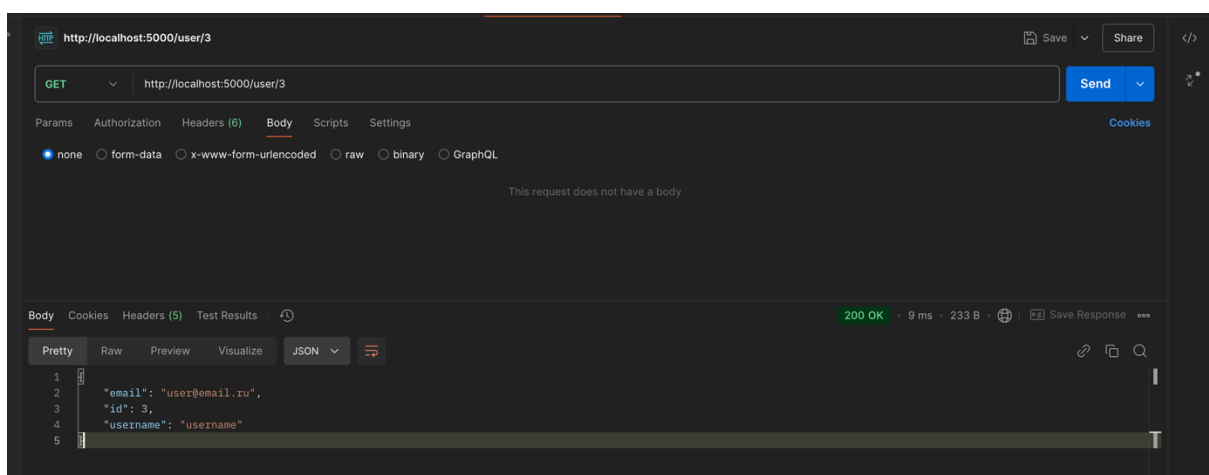 HTTP http://localhost:5000/user/3 Save Share </>
GET http://localhost:5000/user/3 Send
Params Authorization Headers (6) Body Scripts Settings Cookies
none form-data x-www-form-urlencoded raw binary GraphQL
This request does not have a body
Body Cookies Headers (5) Test Results 200 OK • 9 ms • 233 B • e.g. Save Response
Pretty Raw Preview Visualize JSON
1 {
2 "email": "user@email.ru",
3 "id": 3,
4 "username": "username"
5 }